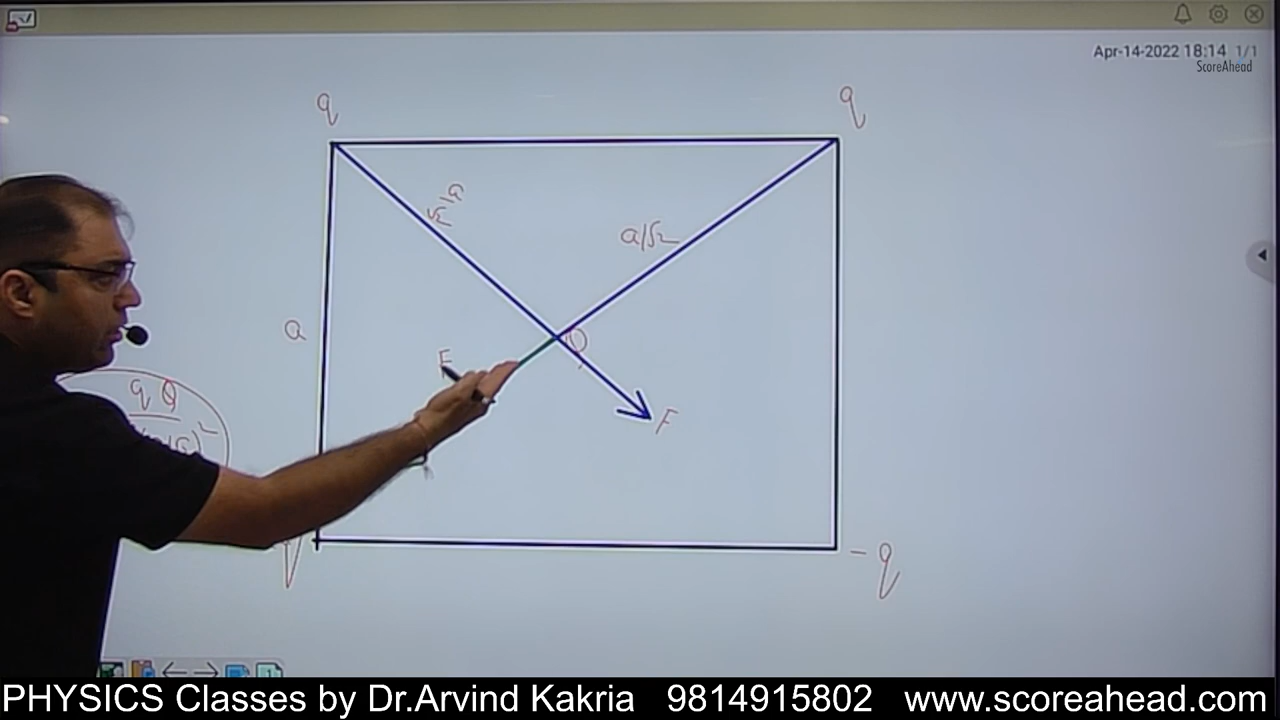 Apr-14-2022 18:14 1/1
ScoreAhead
q
q
a/√2
a/√2
a
Q
F
F
q Q
q
- q
PHYSICS Classes by Dr.Arvind Kakria 9814915802 www.scoreahead.com